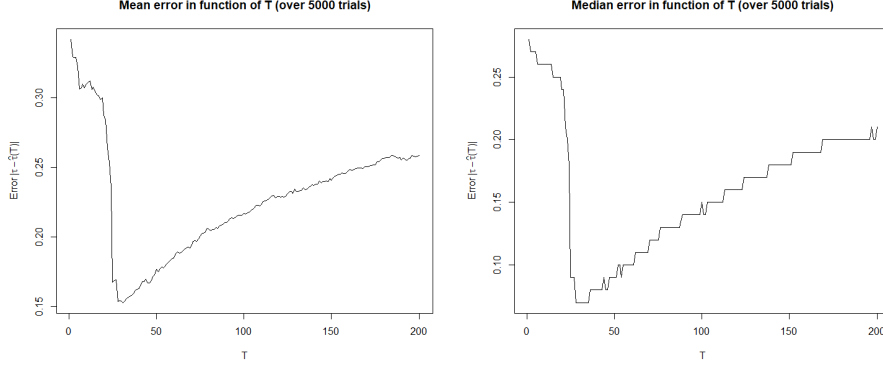 Mean error in function of T (over 5000 trials)
Error |τ − τ̂(T)|
0.30
0.25
0.20
0.15
0 50 100 150 200
T
Median error in function of T (over 5000 trials)
Error |τ − τ̂(T)|
0.25
0.20
0.15
0.10
0 50 100 150 200
T